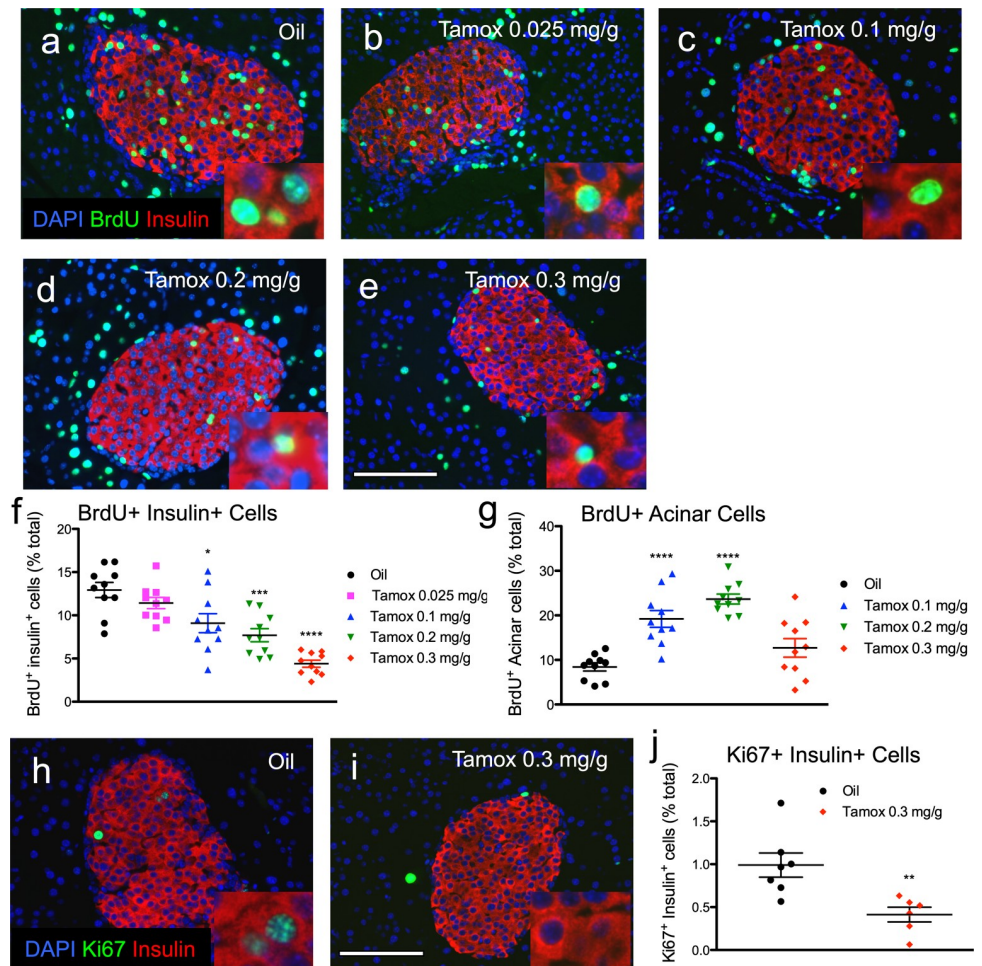 a
Oil
b
Tamox 0.025 mg/g
c
Tamox 0.1 mg/g
DAPI BrdU Insulin
d
Tamox 0.2 mg/g
e
Tamox 0.3 mg/g
f
BrdU+ Insulin+ Cells
BrdU⁺ insulin⁺ cells (% total)
20
15
10
5
0
*
***
****
Oil
Tamox 0.025 mg/g
Tamox 0.1 mg/g
Tamox 0.2 mg/g
Tamox 0.3 mg/g
g
BrdU+ Acinar Cells
BrdU⁺ Acinar cells (% total)
40
30
20
10
0
****
****
Oil
Tamox 0.1 mg/g
Tamox 0.2 mg/g
Tamox 0.3 mg/g
h
Oil
DAPI Ki67 Insulin
i
Tamox 0.3 mg/g
j
Ki67+ Insulin+ Cells
Ki67⁺ Insulin⁺ cells (% total)
2.0
1.5
1.0
0.5
0.0
Oil
Tamox 0.3 mg/g
**